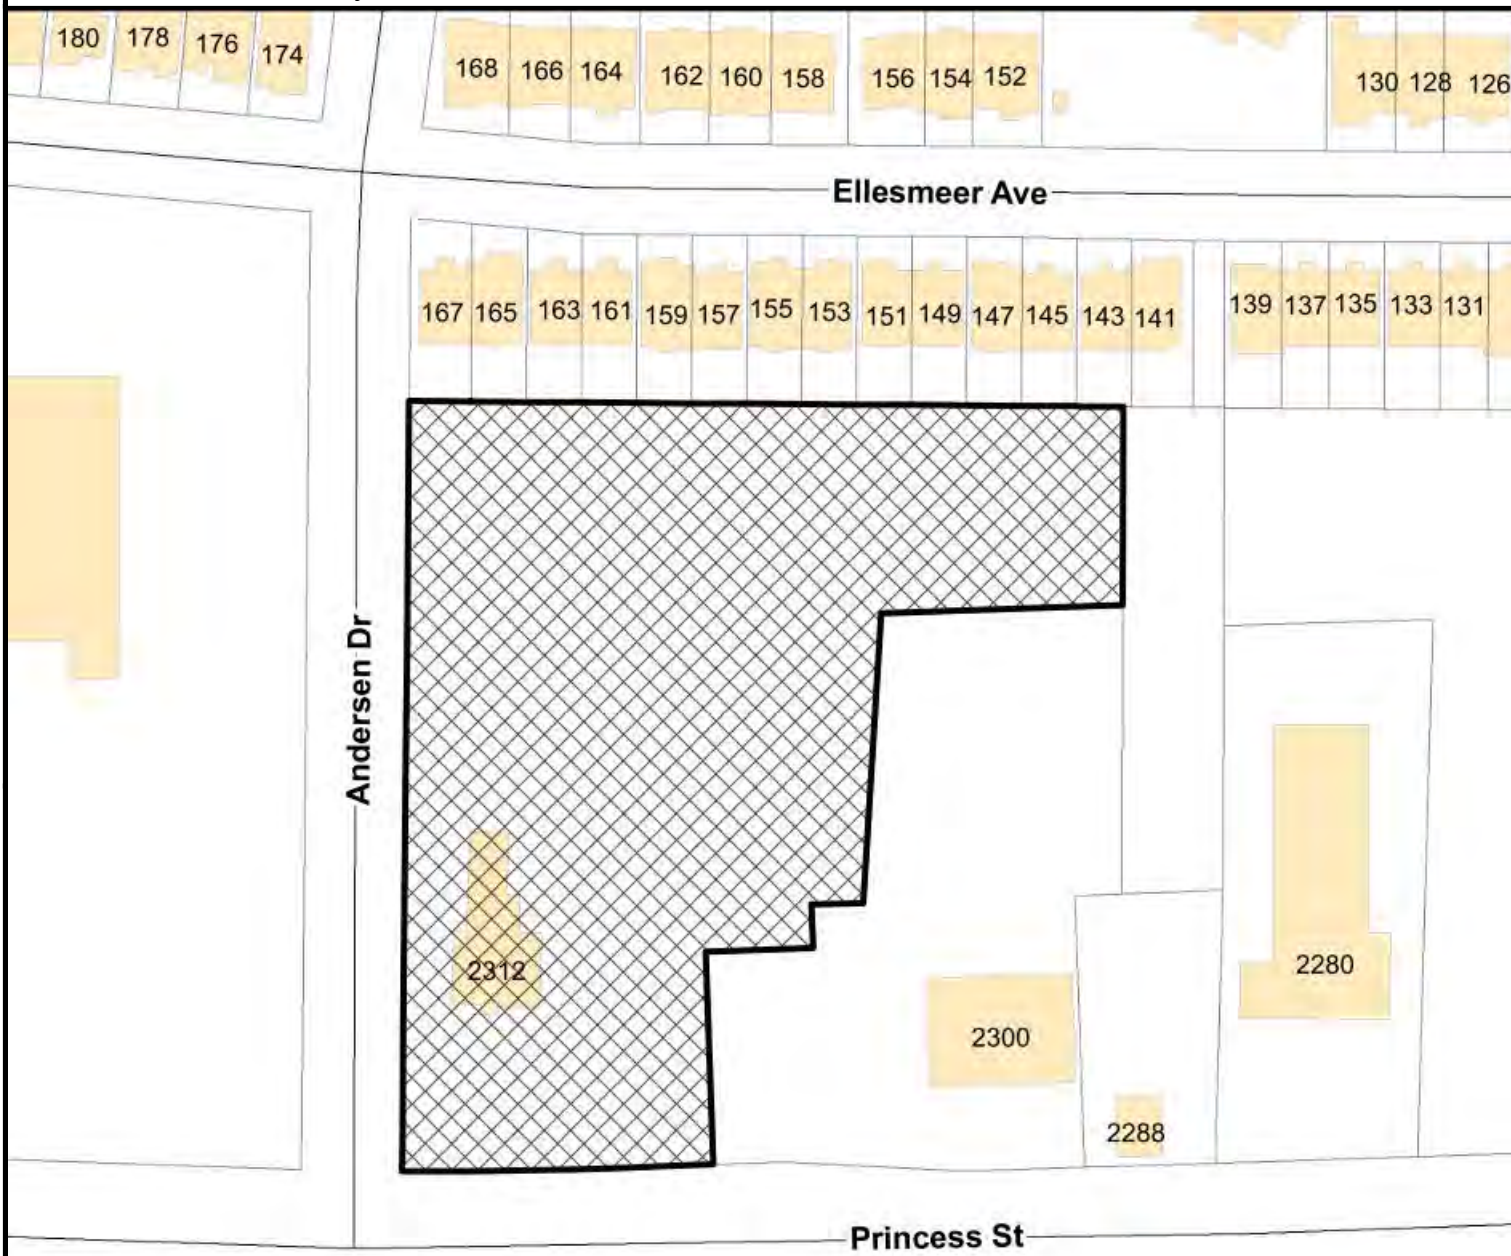 180 178 176 174 168 166 164 162 160 158 156 154 152 130 128 126
Ellesmeer Ave
167 165 163 161 159 157 155 153 151 149 147 145 143 141 139 137 135 133 131
Andersen Dr
2312
2300
2280
2288
Princess St